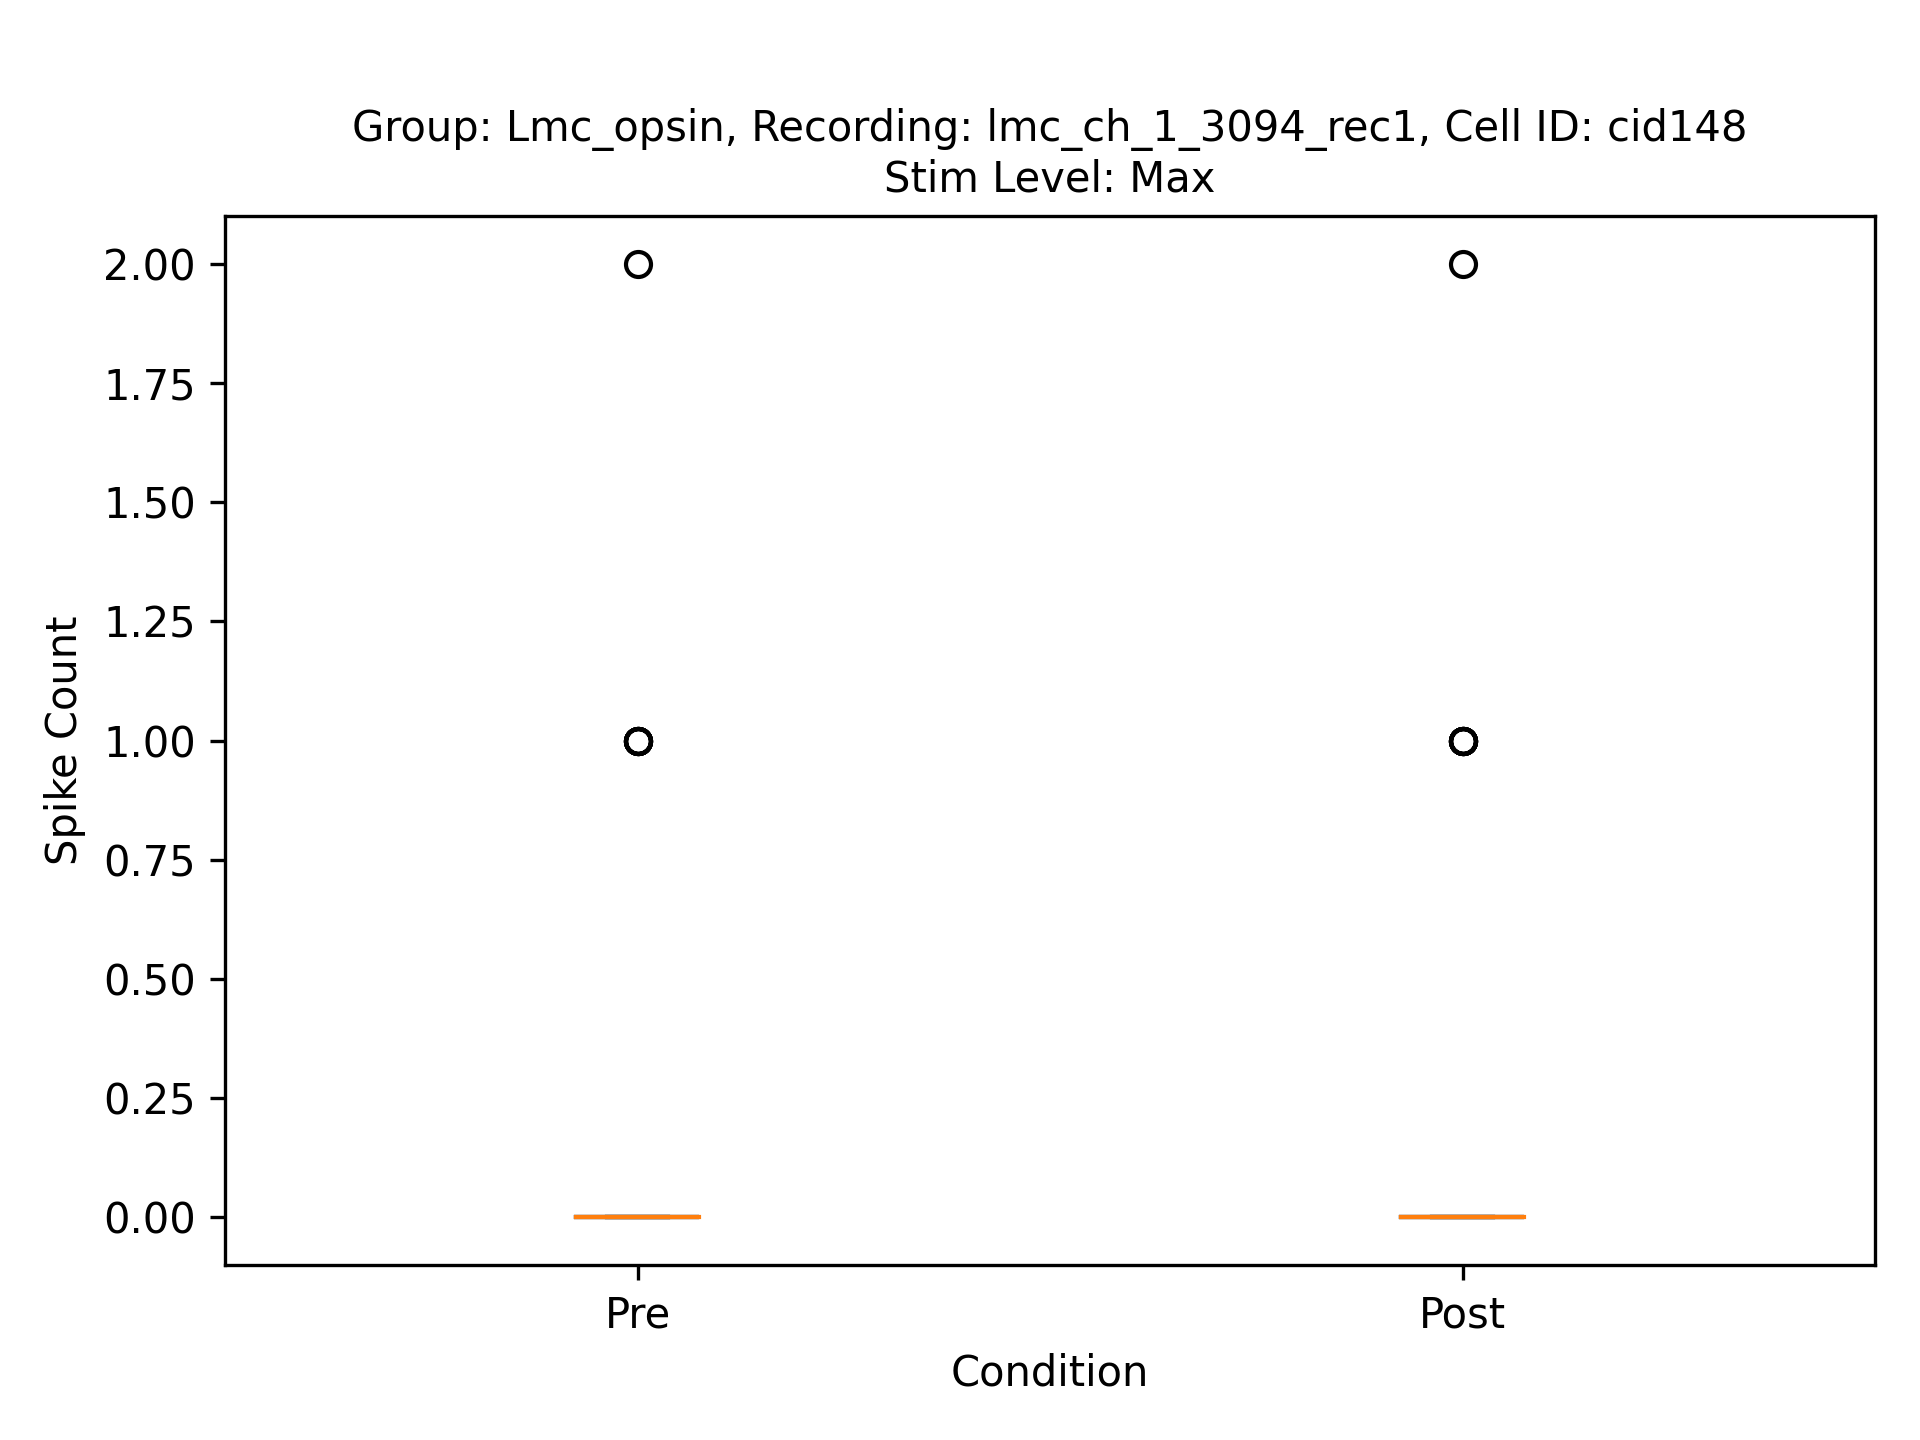 Group: Lmc_opsin, Recording: lmc_ch_1_3094_rec1, Cell ID: cid148
Stim Level: Max
2.00
1.75
1.50
1.25
1.00
0.75
0.50
0.25
0.00
Spike Count
Pre Post
Condition